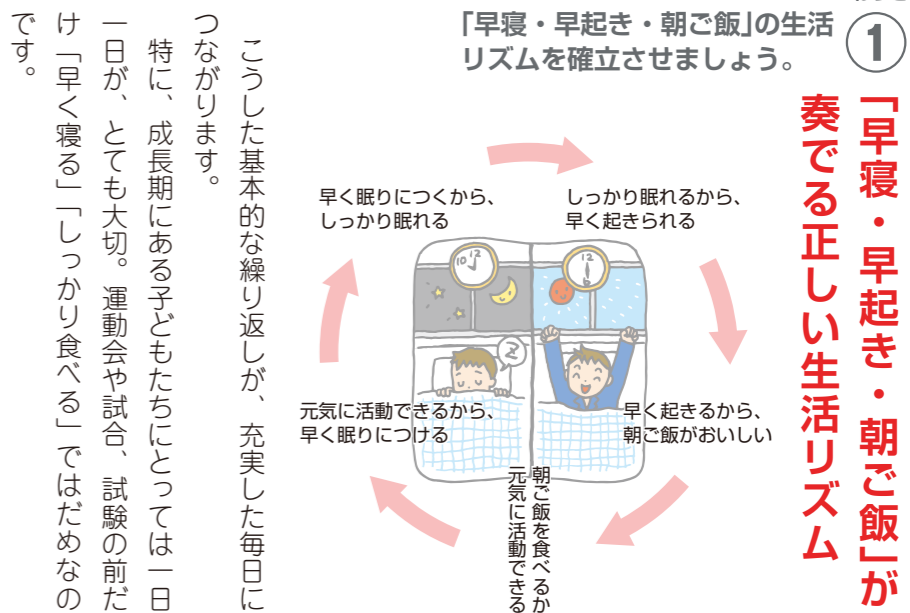 ①
「早寝・早起き・朝ご飯」が
奏でる正しい生活リズム
「早寝・早起き・朝ご飯」の生活
リズムを確立させましょう。
しっかり眠れるから、
早く起きられる
早く起きるから、
朝ご飯がおいしい
朝ご飯を食べるか
元気に活動できる
元気に活動できるから、
早く眠りにつける
早く眠りにつくから、
しっかり眠れる
10 12
12
Z
こうした基本的な繰り返しが、充実した毎日に
つながります。
特に、成長期にある子どもたちにとっては一日
一日が、とても大切。運動会や試合、試験の前だ
け「早く寝る」「しっかり食べる」ではだめなの
です。